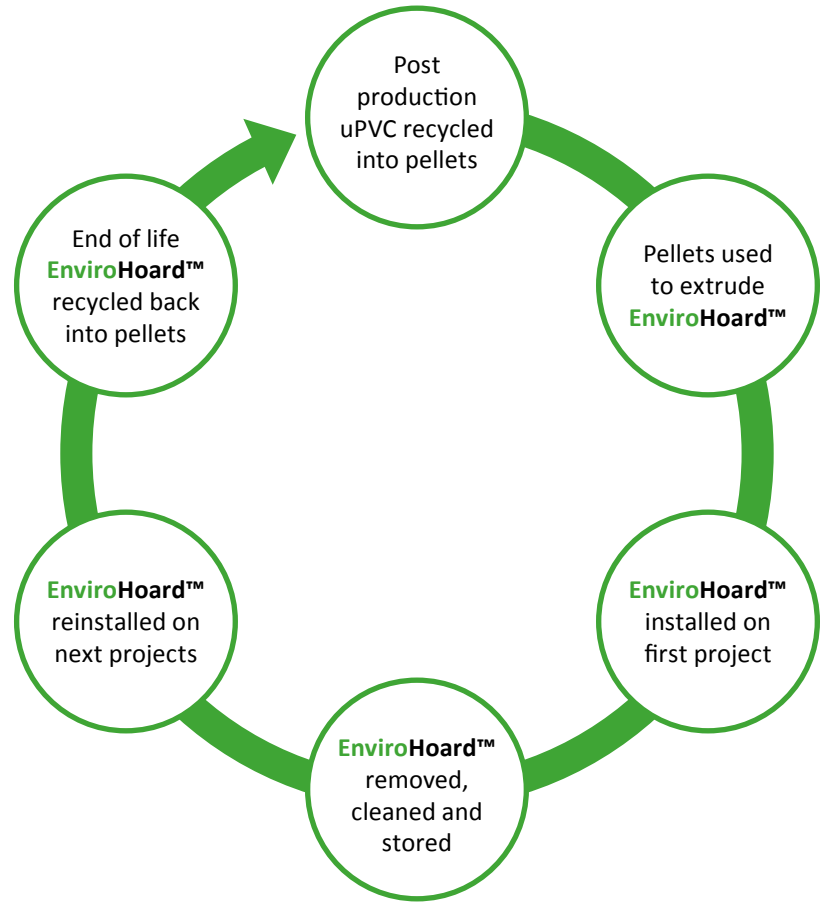 Post
production
uPVC recycled
into pellets
Pellets used
to extrude
EnviroHoard™
EnviroHoard™
installed on
first project
EnviroHoard™
removed,
cleaned and
stored
EnviroHoard™
reinstalled on
next projects
End of life
EnviroHoard™
recycled back
into pellets